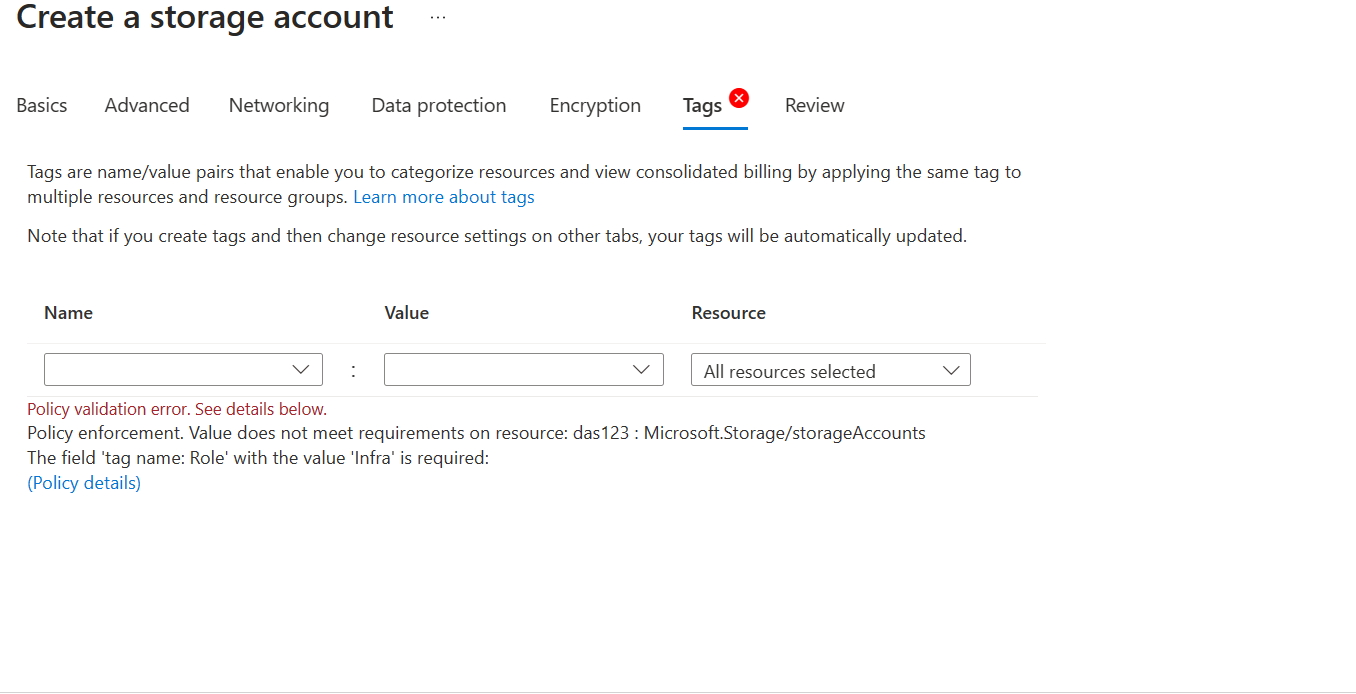 Create a storage account ...
Basics Advanced Networking Data protection Encryption Tags Review
Tags are name/value pairs that enable you to categorize resources and view consolidated billing by applying the same tag to
multiple resources and resource groups. Learn more about tags
Note that if you create tags and then change resource settings on other tabs, your tags will be automatically updated.
Name Value Resource
: All resources selected
Policy validation error. See details below.
Policy enforcement. Value does not meet requirements on resource: das123 : Microsoft.Storage/storageAccounts
The field 'tag name: Role' with the value 'Infra' is required:
(Policy details)